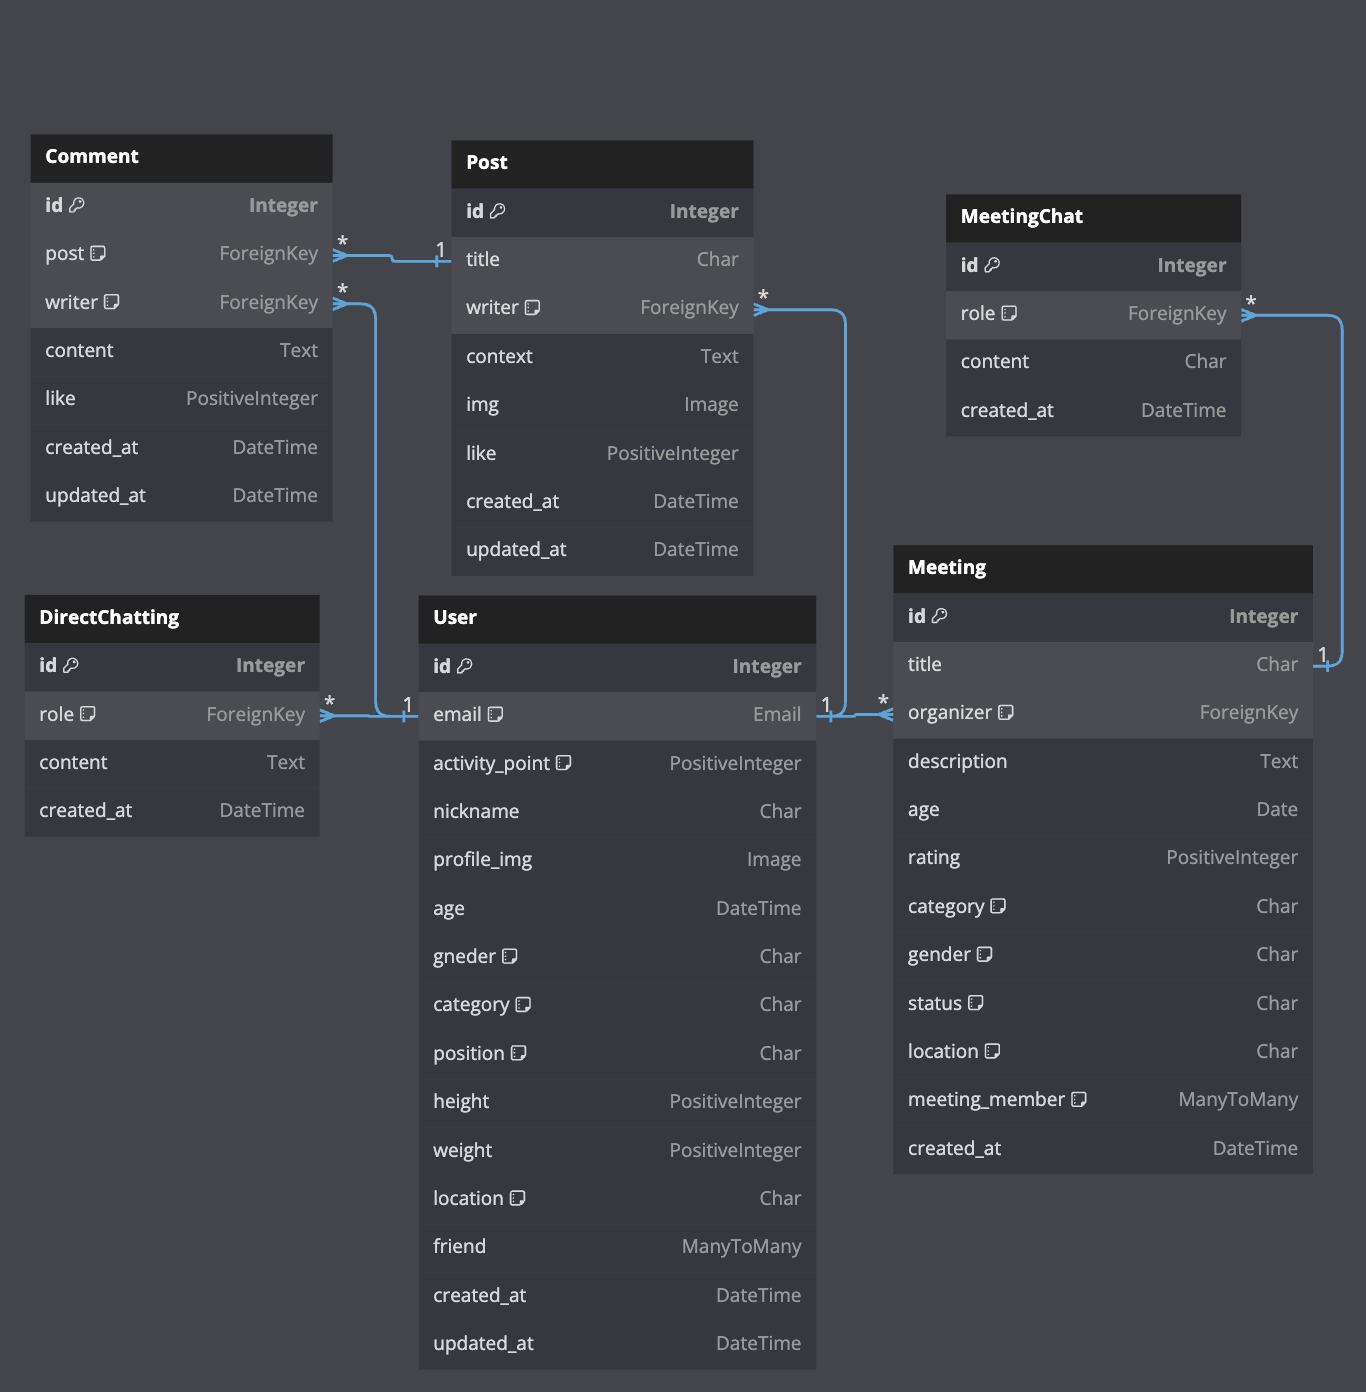 Comment
id Integer
post ForeignKey
writer ForeignKey
content Text
like PositiveInteger
created_at DateTime
updated_at DateTime
* 1
*
Post
id Integer
title Char
writer ForeignKey
context Text
img Image
like PositiveInteger
created_at DateTime
updated_at DateTime
*
MeetingChat
id Integer
role ForeignKey
content Char
created_at DateTime
*
DirectChatting
id Integer
role ForeignKey
content Text
created_at DateTime
* 1
User
id Integer
email Email
activity_point PositiveInteger
nickname Char
profile_img Image
age DateTime
gneder Char
category Char
position Char
height PositiveInteger
weight PositiveInteger
location Char
friend ManyToMany
created_at DateTime
updated_at DateTime
1 *
Meeting
id Integer
title Char
organizer ForeignKey
description Text
age Date
rating PositiveInteger
category Char
gender Char
status Char
location Char
meeting_member ManyToMany
created_at DateTime
1